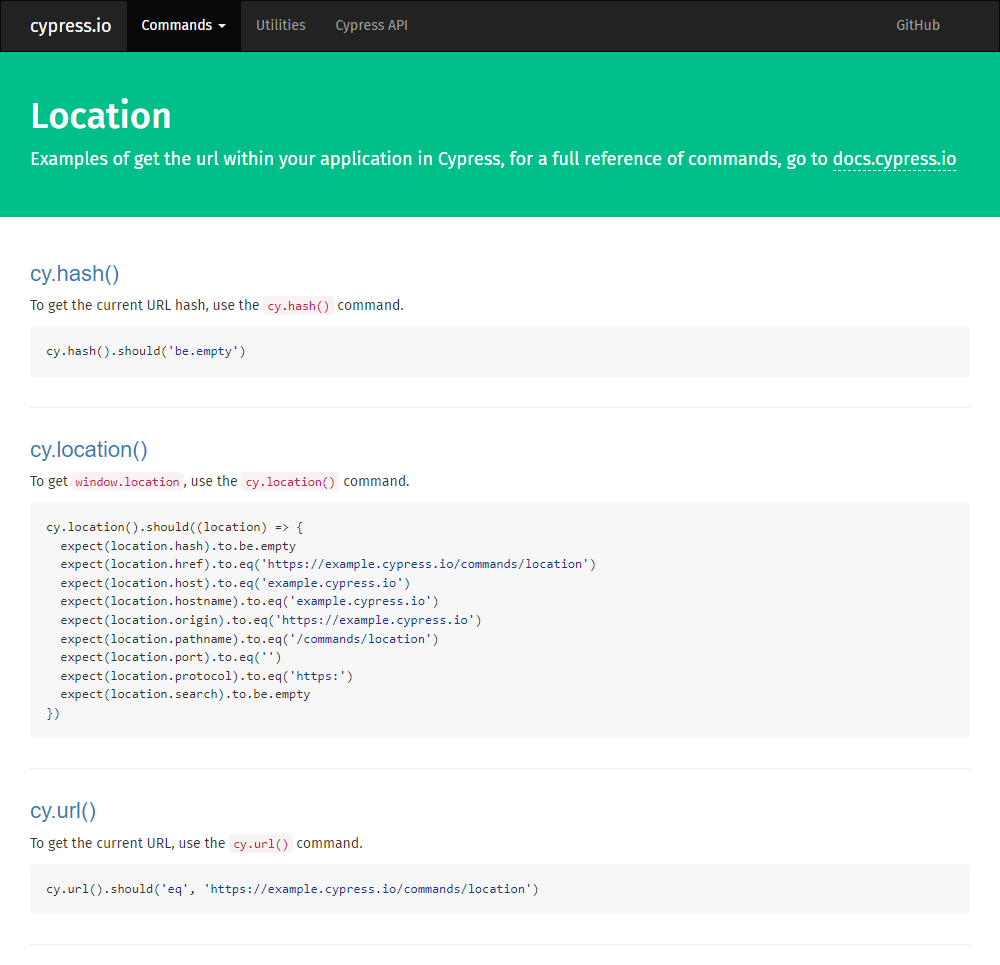 cypress.io Commands Utilities Cypress API GitHub
Location
Examples of get the url within your application in Cypress, for a full reference of commands, go to docs.cypress.io
cy.hash()
To get the current URL hash, use the cy.hash() command.
cy.hash().should('be.empty')
cy.location()
To get window.location, use the cy.location() command.
cy.location().should((location) => {
  expect(location.hash).to.be.empty
  expect(location.href).to.eq('https://example.cypress.io/commands/location')
  expect(location.host).to.eq('example.cypress.io')
  expect(location.hostname).to.eq('example.cypress.io')
  expect(location.origin).to.eq('https://example.cypress.io')
  expect(location.pathname).to.eq('/commands/location')
  expect(location.port).to.eq('')
  expect(location.protocol).to.eq('https:')
  expect(location.search).to.be.empty
})
cy.url()
To get the current URL, use the cy.url() command.
cy.url().should('eq', 'https://example.cypress.io/commands/location')